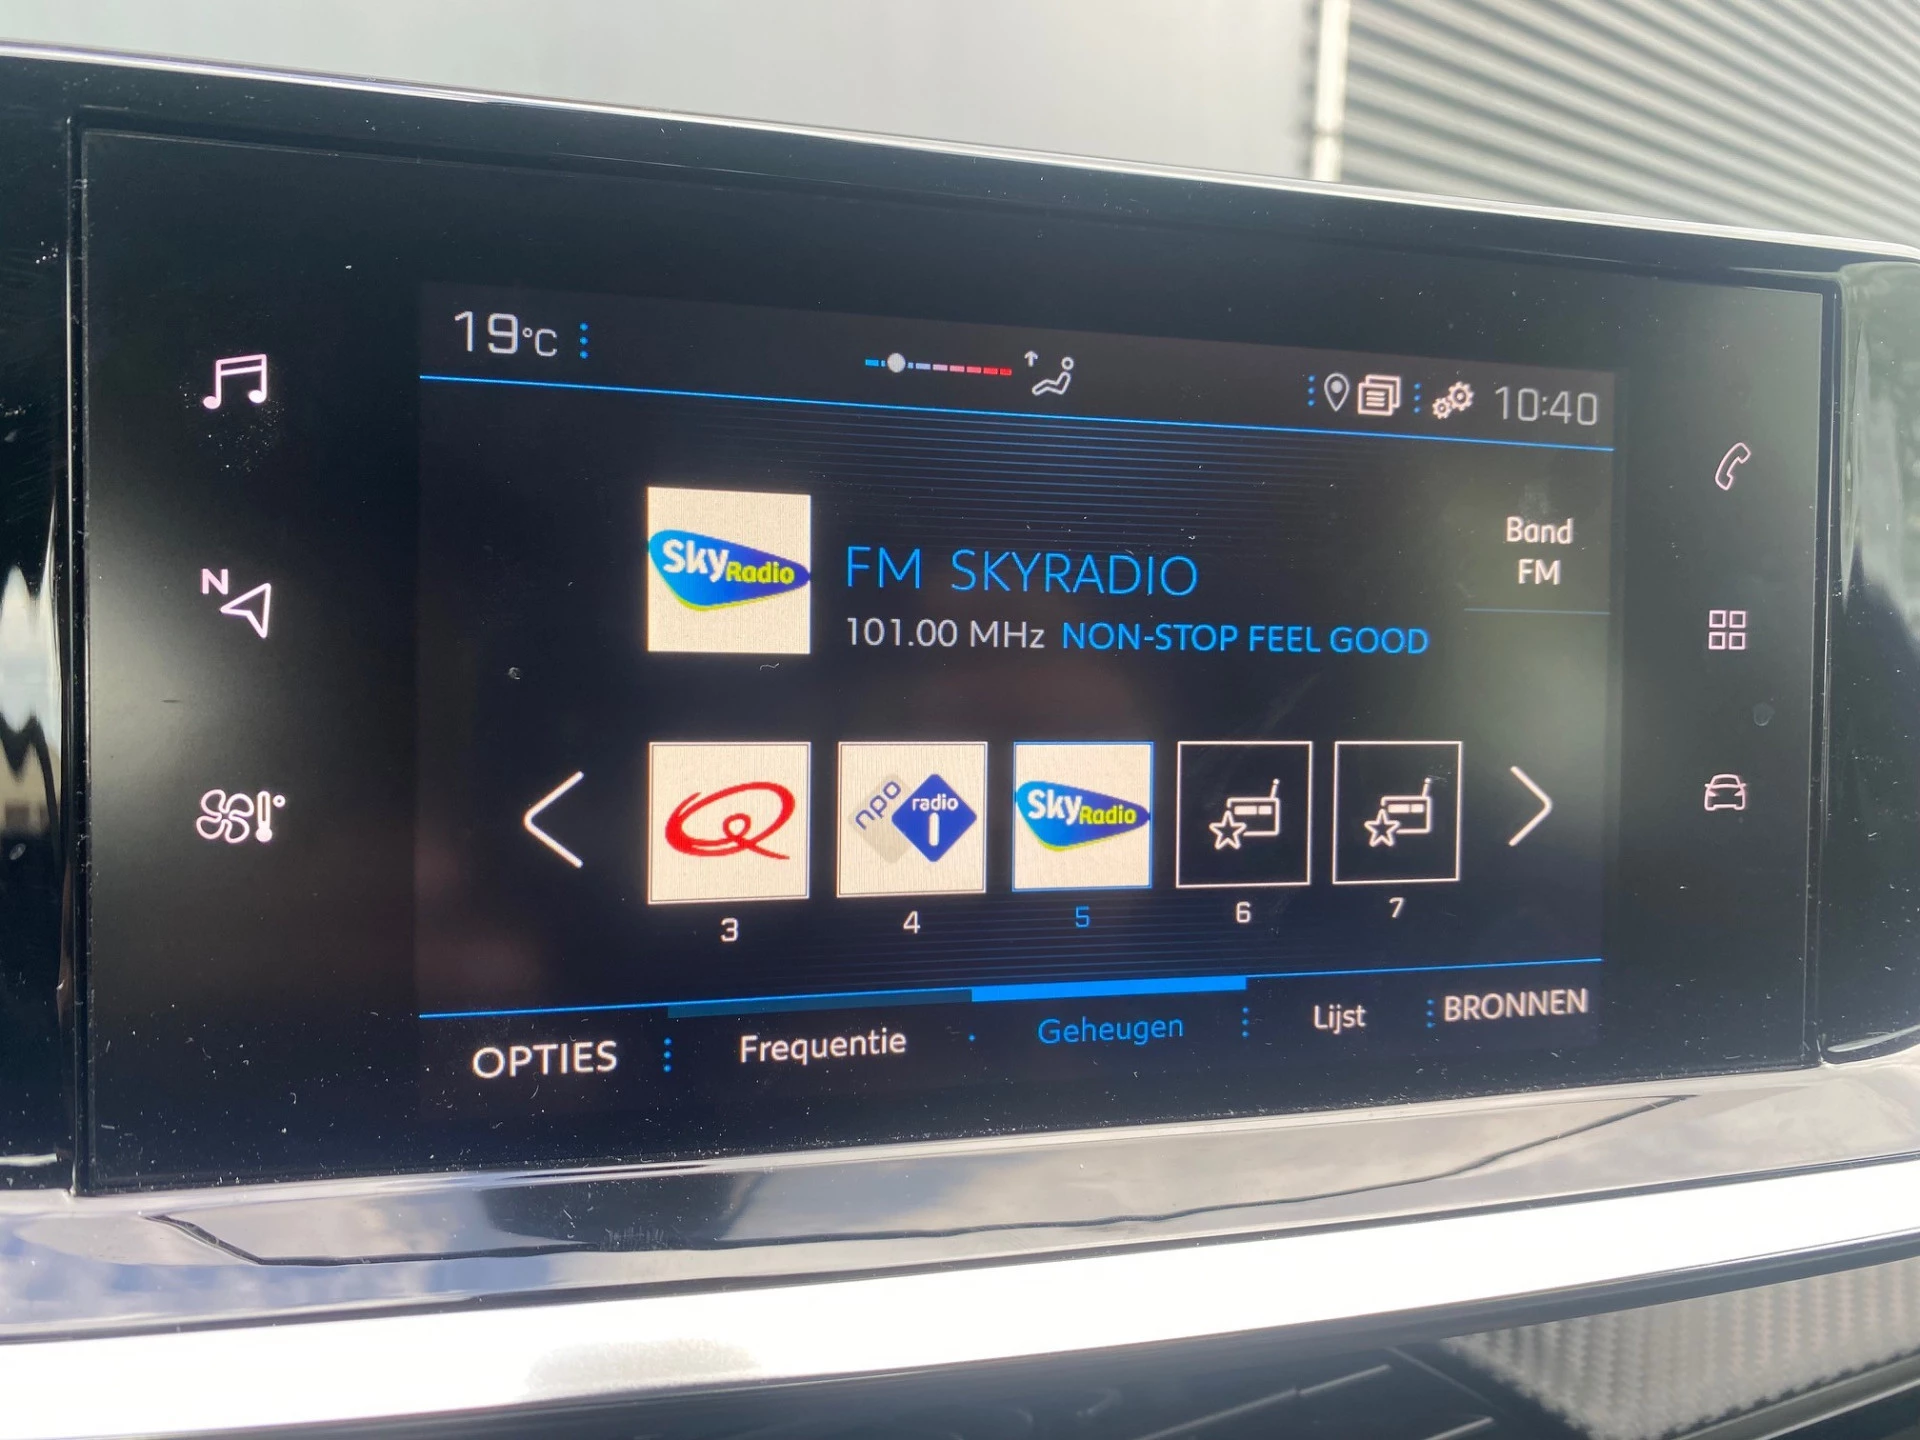 19°C
10:40
N
Band
FM
Sky Radio
FM SKYRADIO
101.00 MHz NON-STOP FEEL GOOD
Q
npo radio 1
Sky Radio
3 4 5 6 7
OPTIES Frequentie Geheugen Lijst BRONNEN